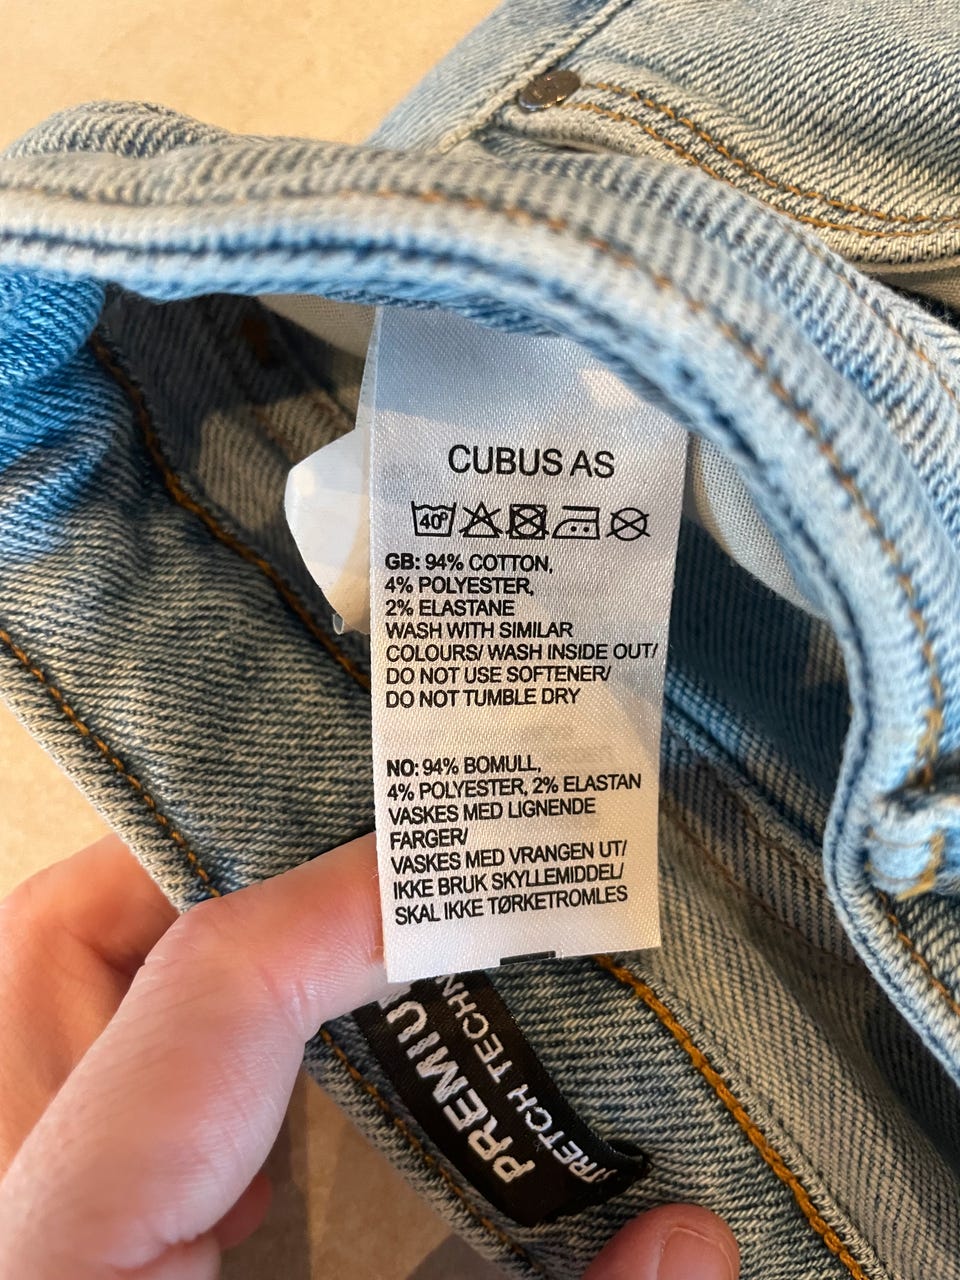 CUBUS AS
40°
GB: 94% COTTON,
4% POLYESTER,
2% ELASTANE
WASH WITH SIMILAR
COLOURS/ WASH INSIDE OUT/
DO NOT USE SOFTENER/
DO NOT TUMBLE DRY
NO: 94% BOMULL,
4% POLYESTER, 2% ELASTAN
VASKES MED LIGNENDE
FARGER/
VASKES MED VRANGEN UT/
IKKE BRUK SKYLLEMIDDEL/
SKAL IKKE TØRKETROMLES